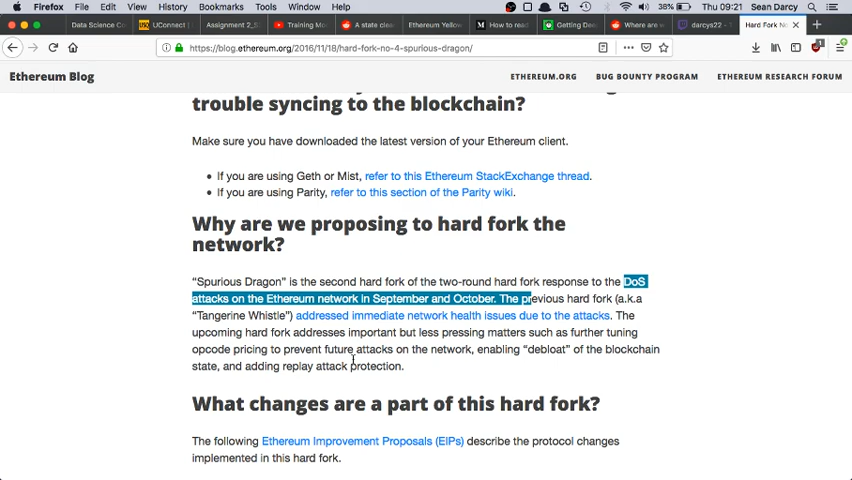 Firefox File Edit View History Bookmarks Tools Window Help 38% Thu 09:21 Sean Darcy
Data Science Co UConnect | Assignment_2_S Training Mor A state clea Ethereum Yellow How to read Getting Dee Where are w darcys22 - T Hard Fork No
https://blog.ethereum.org/2016/11/18/hard-fork-no-4-spurious-dragon/
Ethereum Blog ETHEREUM.ORG BUG BOUNTY PROGRAM ETHEREUM RESEARCH FORUM
trouble syncing to the blockchain?
Make sure you have downloaded the latest version of your Ethereum client.
• If you are using Geth or Mist, refer to this Ethereum StackExchange thread.
• If you are using Parity, refer to this section of the Parity wiki.
Why are we proposing to hard fork the
network?
“Spurious Dragon” is the second hard fork of the two-round hard fork response to the DoS
attacks on the Ethereum network in September and October. The previous hard fork (a.k.a
“Tangerine Whistle”) addressed immediate network health issues due to the attacks. The
upcoming hard fork addresses important but less pressing matters such as further tuning
opcode pricing to prevent future attacks on the network, enabling “debloat” of the blockchain
state, and adding replay attack protection.
What changes are a part of this hard fork?
The following Ethereum Improvement Proposals (EIPs) describe the protocol changes
implemented in this hard fork.